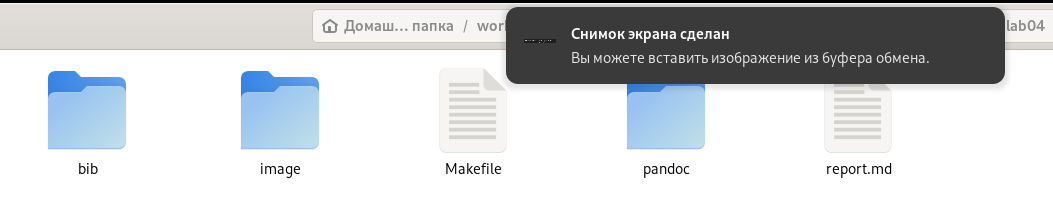 Домаш… папка / work
Снимок экрана сделан
Вы можете вставить изображение из буфера обмена.
lab04
bib
image
Makefile
pandoc
report.md